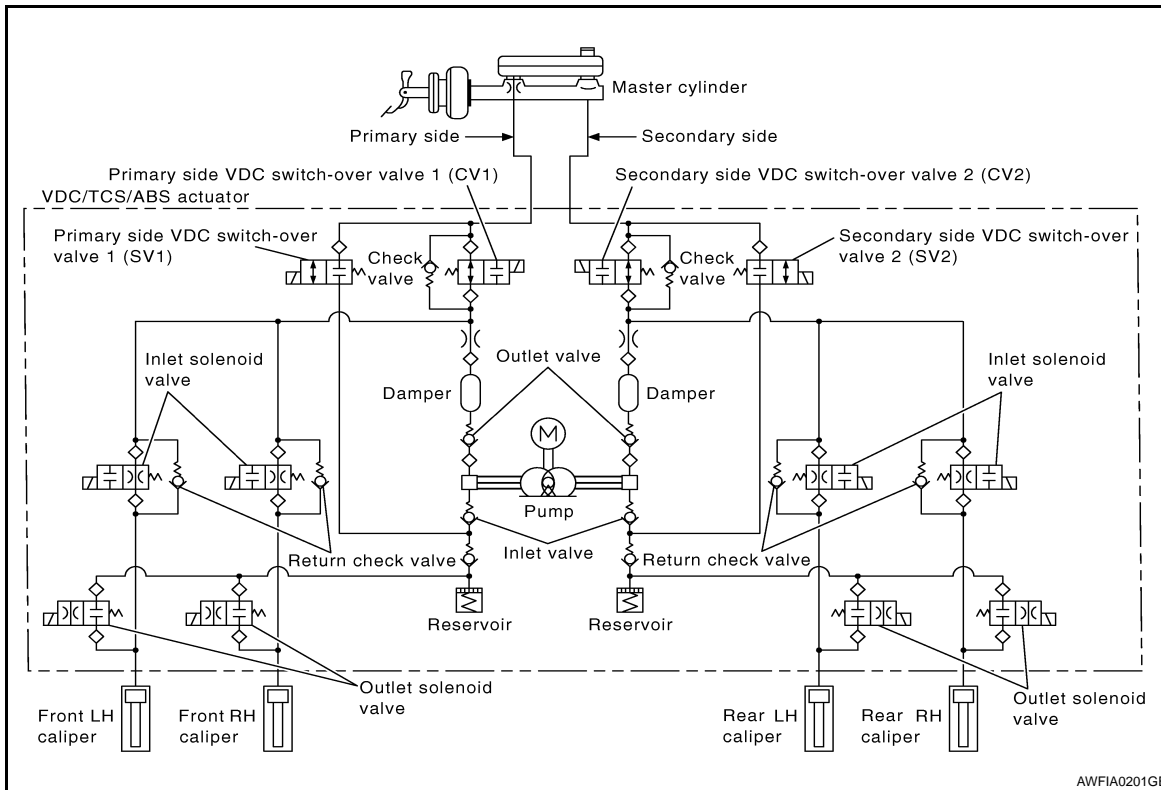 Master cylinder
Primary side
Secondary side
Primary side VDC switch-over valve 1 (CV1)
Secondary side VDC switch-over valve 2 (CV2)
VDC/TCS/ABS actuator
Primary side VDC switch-over
valve 1 (SV1)
Check
valve
Check
valve
Secondary side VDC switch-over
valve 2 (SV2)
Inlet solenoid
valve
Outlet valve
Inlet solenoid
valve
Damper
Damper
M
Pump
Return check valve
Inlet valve
Return check valve
Reservoir
Reservoir
Outlet solenoid
valve
Outlet solenoid
valve
Front LH
caliper
Front RH
caliper
Rear LH
caliper
Rear RH
caliper